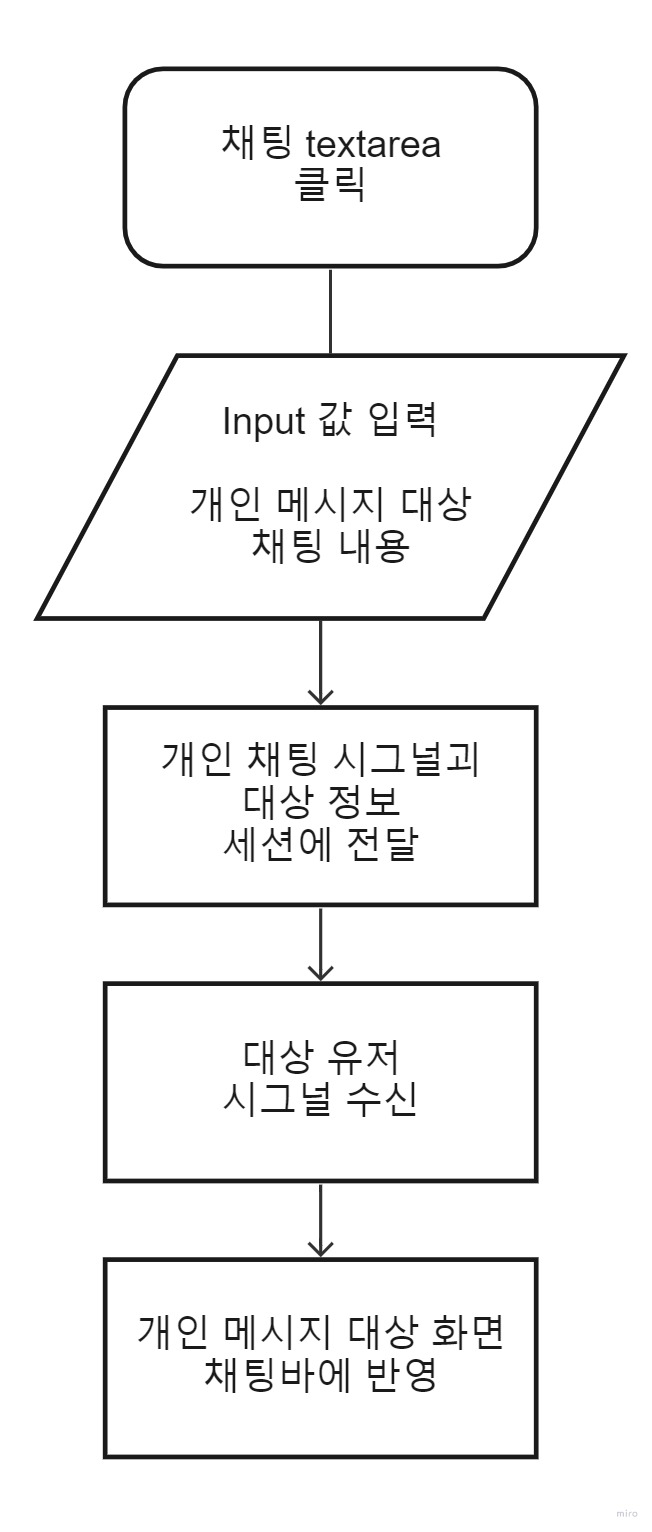 채팅 textarea
클릭
Input 값 입력
개인 메시지 대상
채팅 내용
개인 채팅 시그널괴
대상 정보
세션에 전달
대상 유저
시그널 수신
개인 메시지 대상 화면
채팅바에 반영
miro